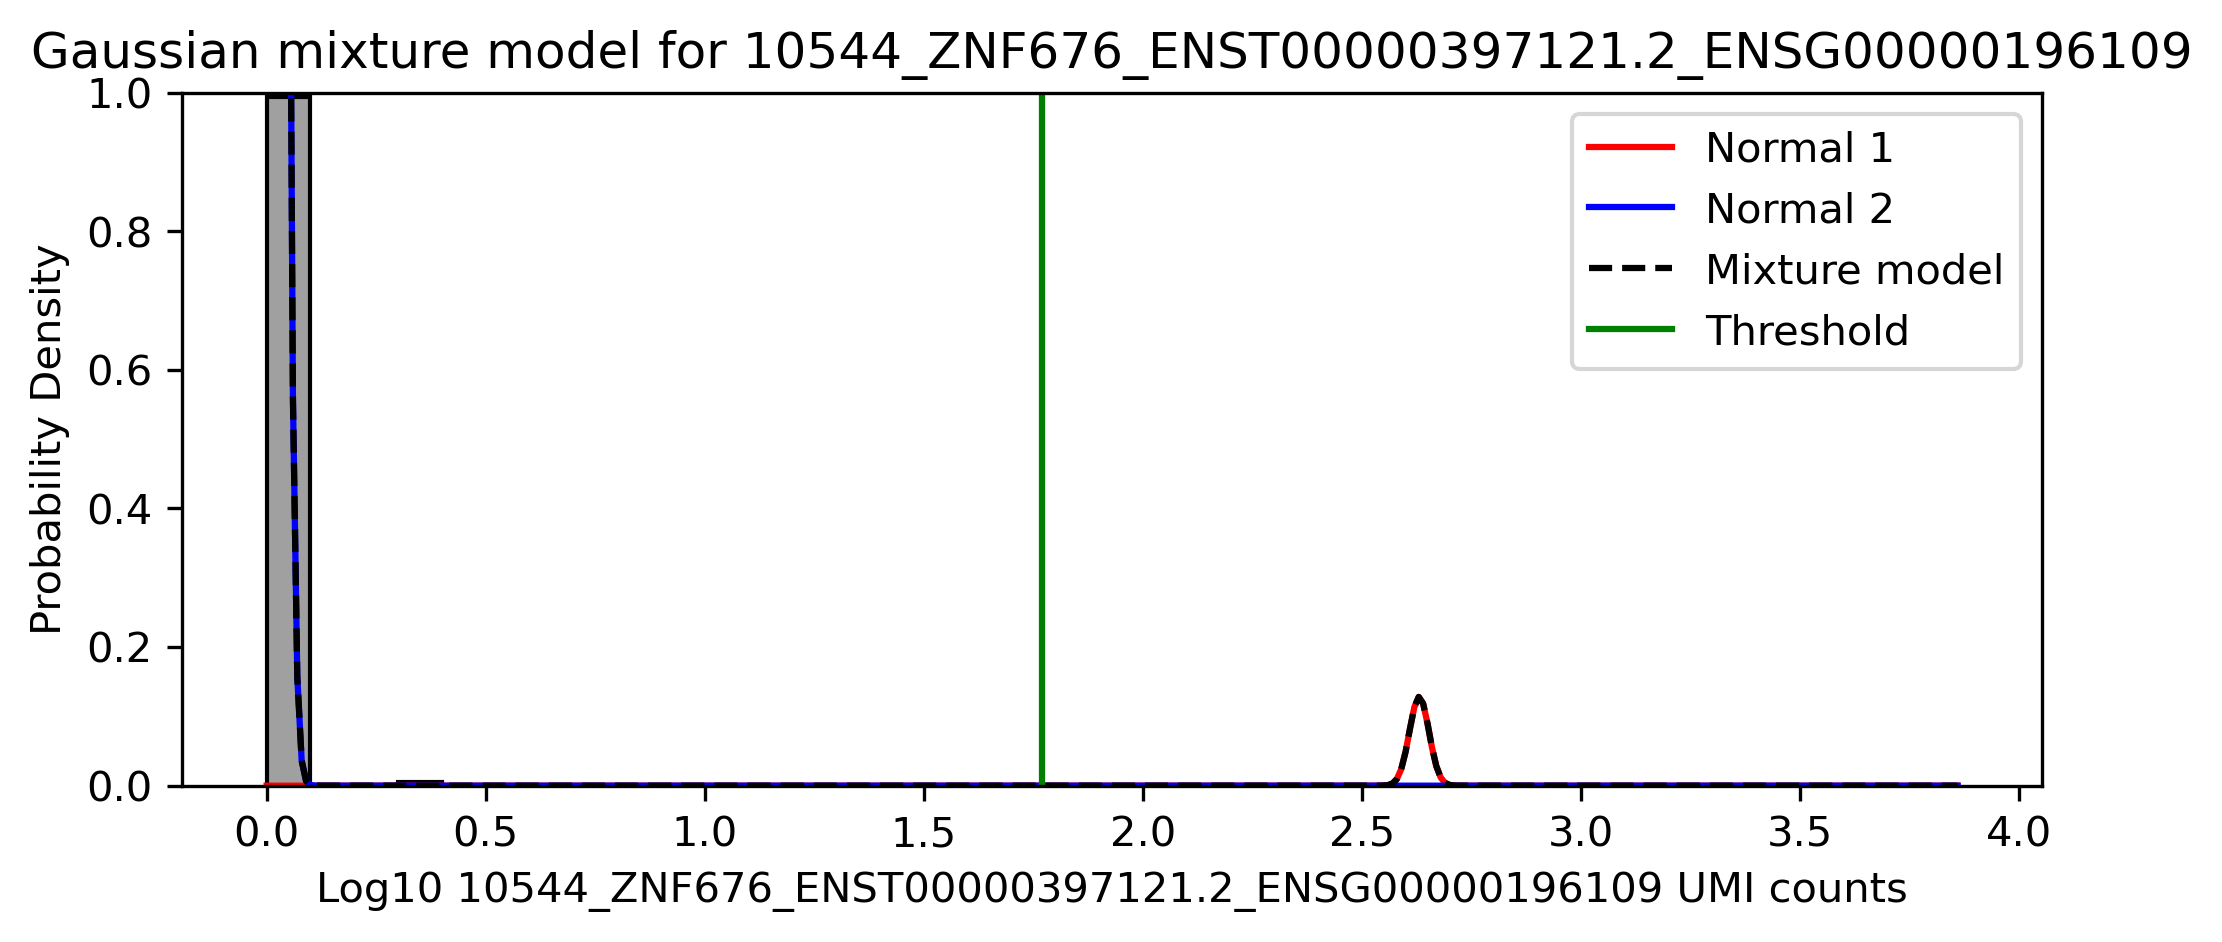 Gaussian mixture model for 10544_ZNF676_ENST00000397121.2_ENSG00000196109
1.0
0.8
0.6
0.4
0.2
0.0
Probability Density
Normal 1
Normal 2
Mixture model
Threshold
0.0 0.5 1.0 1.5 2.0 2.5 3.0 3.5 4.0
Log10 10544_ZNF676_ENST00000397121.2_ENSG00000196109 UMI counts